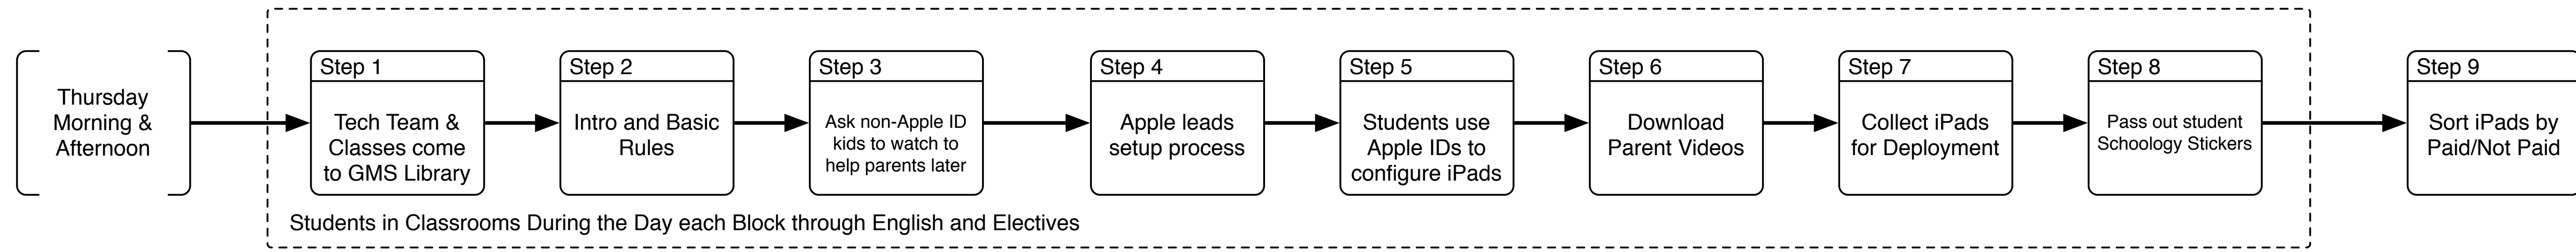 Thursday
Morning &
Afternoon
Step 1
Tech Team &
Classes come
to GMS Library
Step 2
Intro and Basic
Rules
Step 3
Ask non-Apple ID
kids to watch to
help parents later
Step 4
Apple leads
setup process
Step 5
Students use
Apple IDs to
configure iPads
Step 6
Download
Parent Videos
Step 7
Collect iPads
for Deployment
Step 8
Pass out student
Schoology Stickers
Step 9
Sort iPads by
Paid/Not Paid
Students in Classrooms During the Day each Block through English and Electives